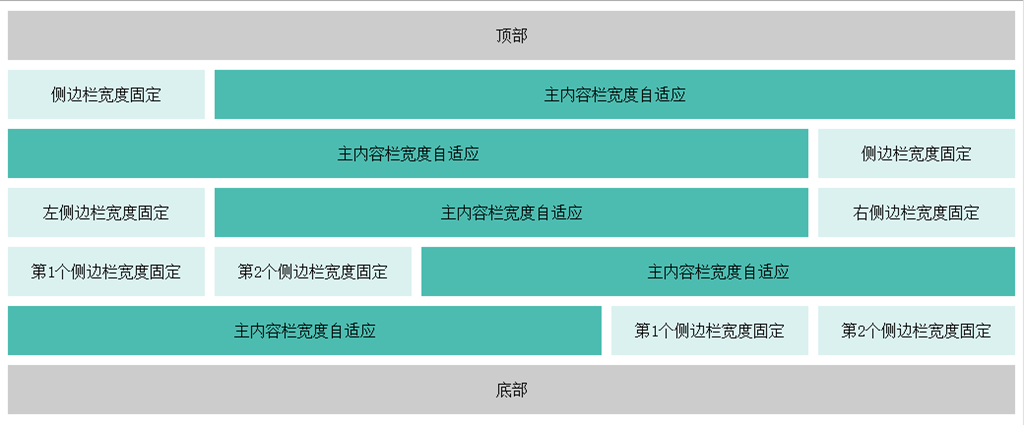 顶部
侧边栏宽度固定 主内容栏宽度自适应
主内容栏宽度自适应 侧边栏宽度固定
左侧边栏宽度固定 主内容栏宽度自适应 右侧边栏宽度固定
第1个侧边栏宽度固定 第2个侧边栏宽度固定 主内容栏宽度自适应
主内容栏宽度自适应 第1个侧边栏宽度固定 第2个侧边栏宽度固定
底部